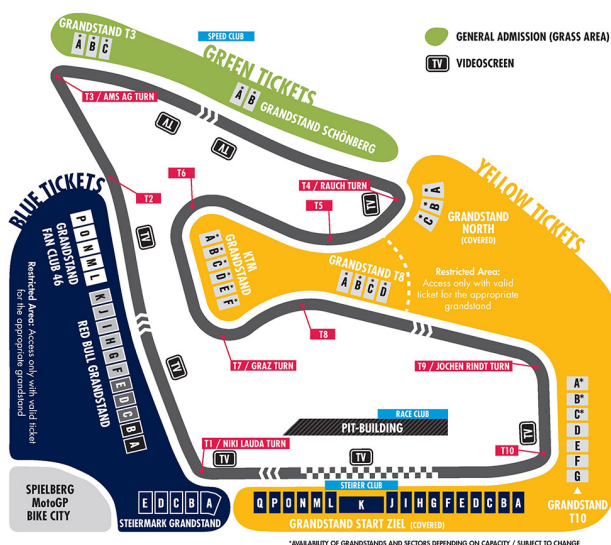 GRANDSTAND T3
A B C
SPEED CLUB
GREEN TICKETS
A B
GRANDSTAND SCHÖNBERG
GENERAL ADMISSION (GRASS AREA)
TV VIDEOSCREEN
T3 / AMS AG TURN
TV
TV
T6
T2
T4 / RAUCH TURN
TV
T5
YELLOW TICKETS
C* B* A*
GRANDSTAND
NORTH
(COVERED)
BLUE TICKETS
TV
P O N M L
GRANDSTAND
FAN CLUB 46
KTM
GRANDSTAND
A B C D E F
GRANDSTAND T8
A B C D
Restricted Area:
Access only with valid
ticket for the appropriate
grandstand
Restricted Area: Access only with valid ticket
for the appropriate grandstand
K J I H G F E D C B A
RED BULL GRANDSTAND
T8
T7 / GRAZ TURN
TV
T9 / JOCHEN RINDT TURN
A*
B*
C*
D
E
F
G
GRANDSTAND
T10
RACE CLUB
PIT-BUILDING
T1 / NIKI LAUDA TURN
T10
TV
TV
TV
STEIRER CLUB
SPIELBERG
MotoGP
BIKE CITY
E D C B A
STEIERMARK GRANDSTAND
Q P O N M L K J I H G F E D C B A
GRANDSTAND START ZIEL (COVERED)
*AVAILABILITY OF GRANDSTANDS AND SECTORS DEPENDING ON CAPACITY / SUBJECT TO CHANGE